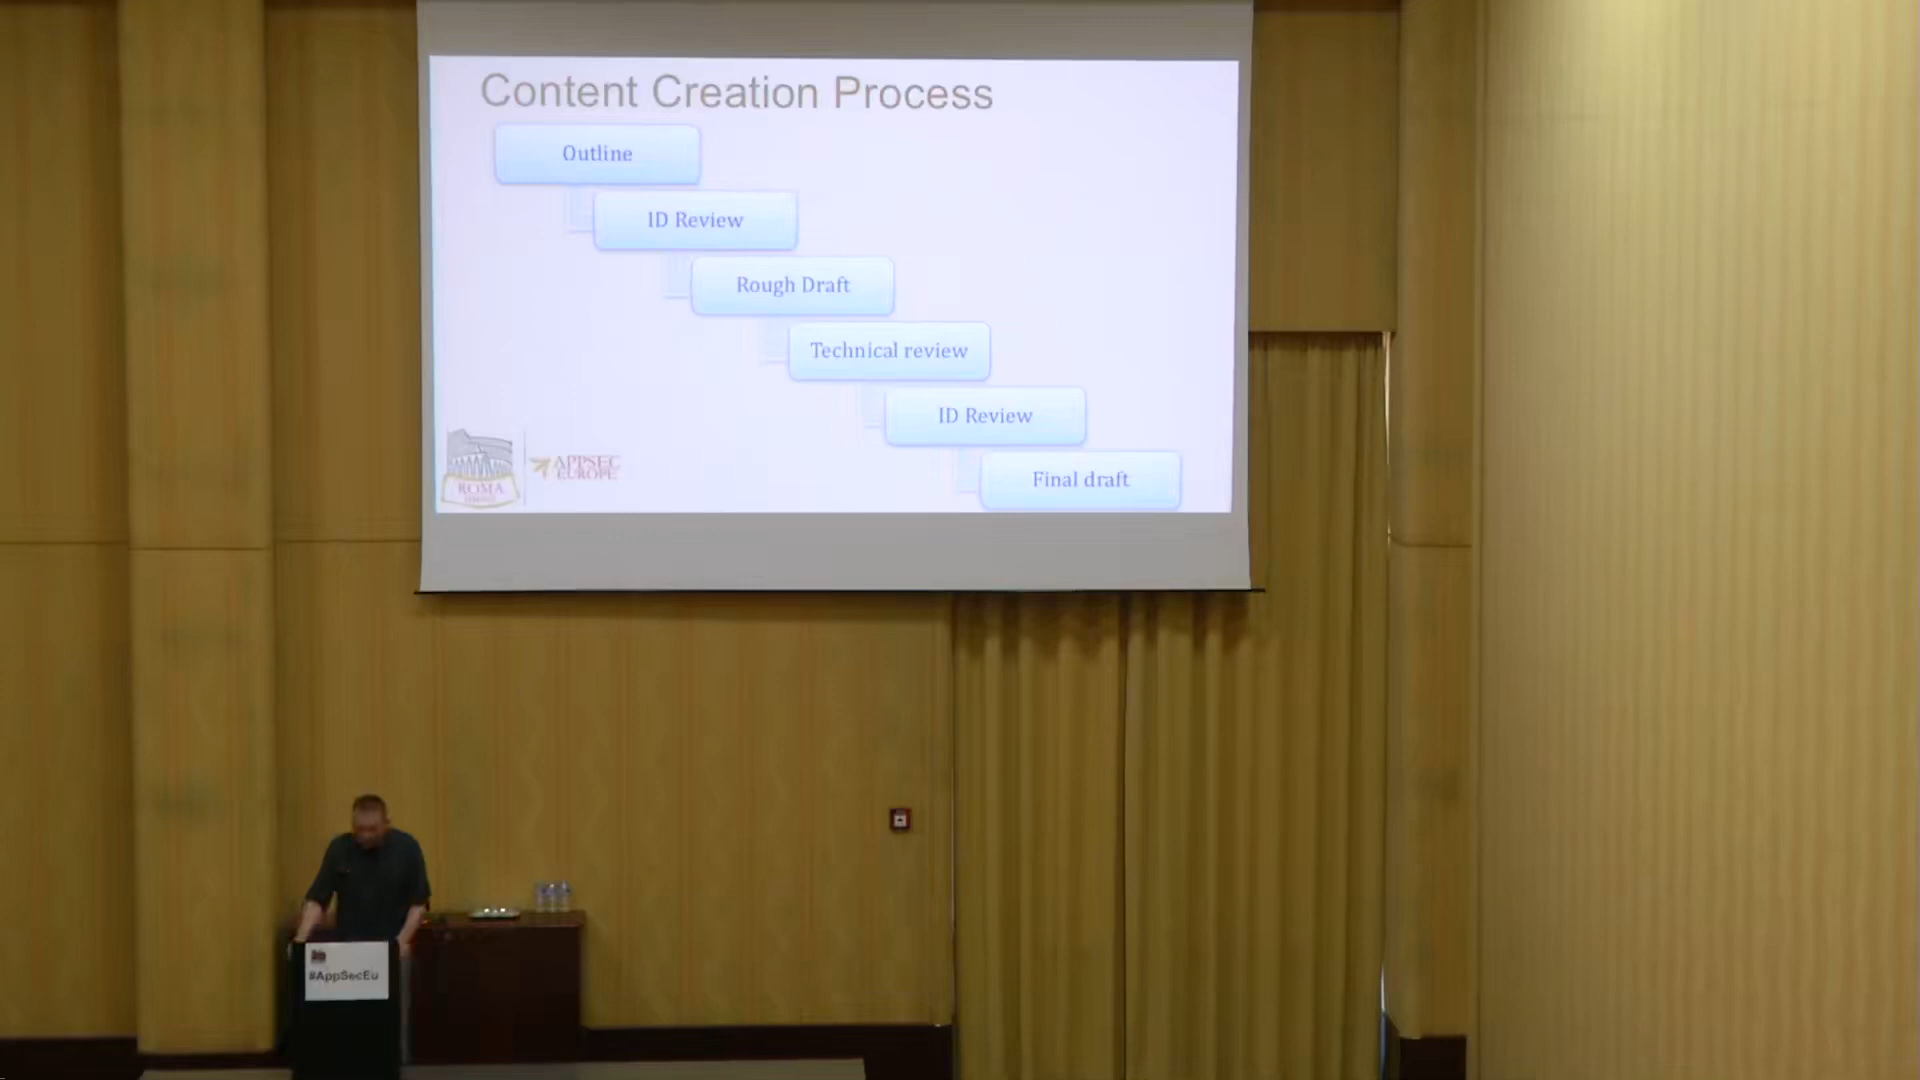 Content Creation Process
Outline
ID Review
Rough Draft
Technical review
ID Review
Final draft
ROMA
APPSEC
EUROPE
#AppSecEu